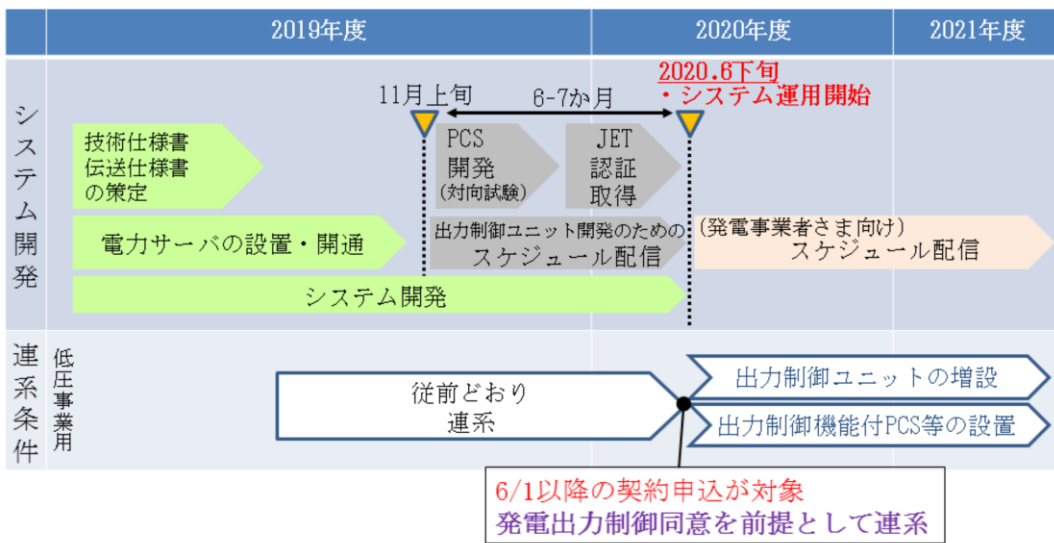 2019年度
2020年度
2021年度
システム開発
2020.6下旬
・システム運用開始
11月上旬
6-7か月
技術仕様書
伝送仕様書
の策定
PCS
開発
(対向試験)
JET
認証
取得
電力サーバの設置・開通
出力制御ユニット開発のための
スケジュール配信
(発電事業者さま向け)
スケジュール配信
システム開発
連系条件
低圧事業用
従前どおり
連系
出力制御ユニットの増設
出力制御機能付PCS等の設置
6/1以降の契約申込が対象
発電出力制御同意を前提として連系